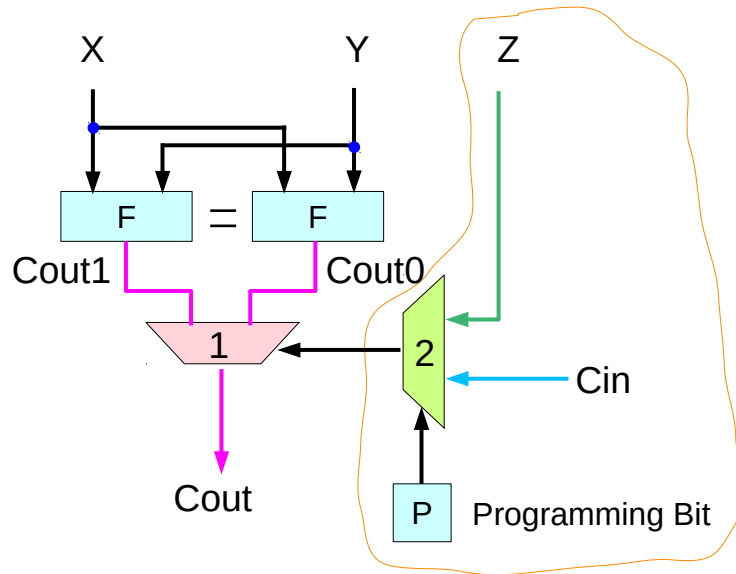 X
Y
Z
F
=
F
Cout1
Cout0
1
2
Cin
Cout
P
Programming Bit